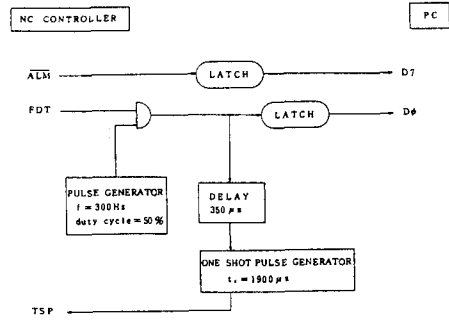 NC CONTROLLER
PC
ALM
LATCH
D7
FDT
LATCH
Dϕ
PULSE GENERATOR
f = 300Hz
duty cycle = 50%
DELAY
350 μs
ONE SHOT PULSE GENERATOR
= 1900 μs
TSP